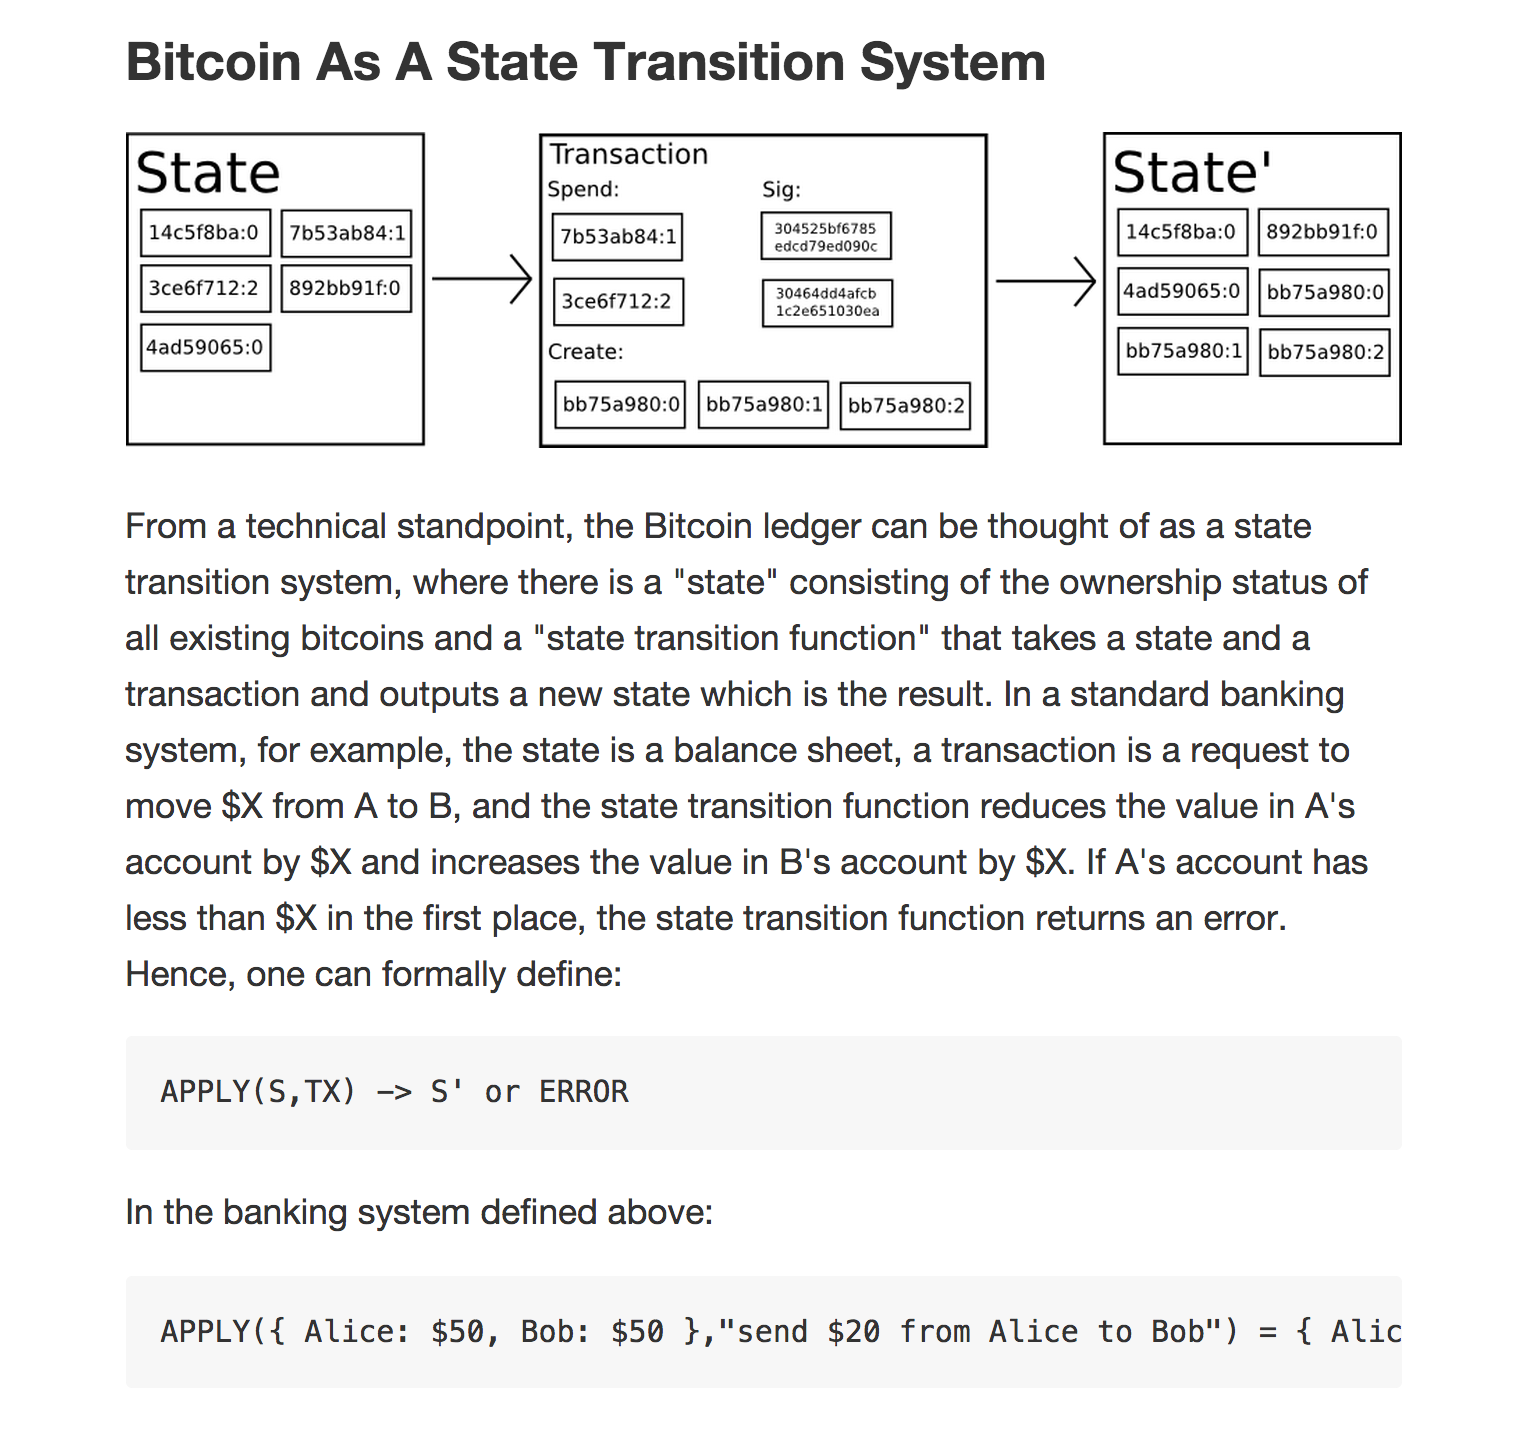 Bitcoin As A State Transition System
State
14c5f8ba:0 7b53ab84:1
3ce6f712:2 892bb91f:0
4ad59065:0
Transaction
Spend: Sig:
7b53ab84:1 304525bf6785
edcd79ed090c
3ce6f712:2 30464dd4afcb
1c2e651030ea
Create:
bb75a980:0 bb75a980:1 bb75a980:2
State'
14c5f8ba:0 892bb91f:0
4ad59065:0 bb75a980:0
bb75a980:1 bb75a980:2
From a technical standpoint, the Bitcoin ledger can be thought of as a state
transition system, where there is a "state" consisting of the ownership status of
all existing bitcoins and a "state transition function" that takes a state and a
transaction and outputs a new state which is the result. In a standard banking
system, for example, the state is a balance sheet, a transaction is a request to
move $X from A to B, and the state transition function reduces the value in A's
account by $X and increases the value in B's account by $X. If A's account has
less than $X in the first place, the state transition function returns an error.
Hence, one can formally define:
APPLY(S,TX) -> S' or ERROR
In the banking system defined above:
APPLY({ Alice: $50, Bob: $50 },"send $20 from Alice to Bob") = { Alic